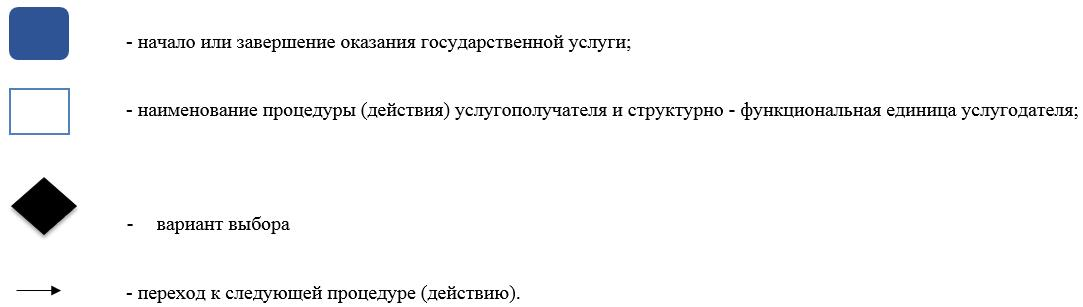 - начало или завершение оказания государственной услуги;
- наименование процедуры (действия) услугополучателя и структурно - функциональная единица услугодателя;
- вариант выбора
- переход к следующей процедуре (действию).